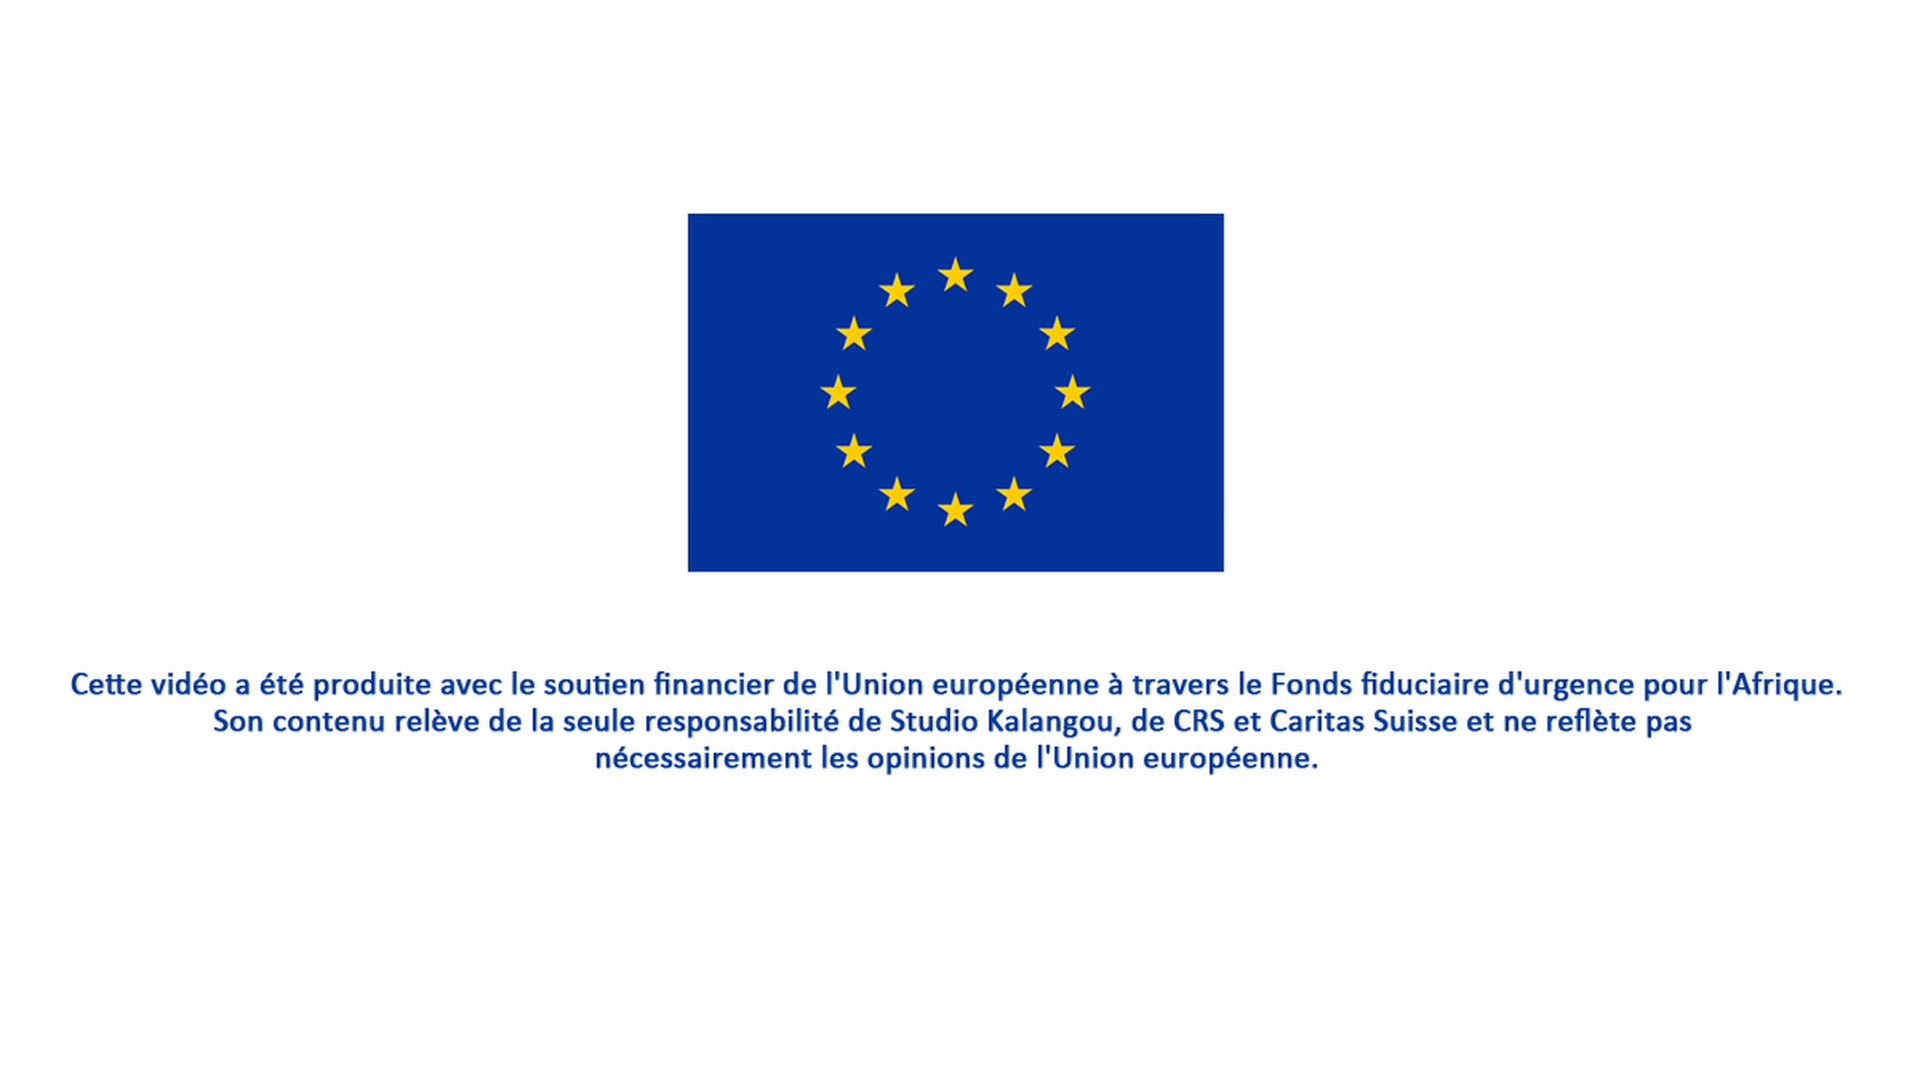 Cette vidéo a été produite avec le soutien financier de l'Union européenne à travers le Fonds fiduciaire d'urgence pour l'Afrique.
Son contenu relève de la seule responsabilité de Studio Kalangou, de CRS et Caritas Suisse et ne reflète pas
nécessairement les opinions de l'Union européenne.